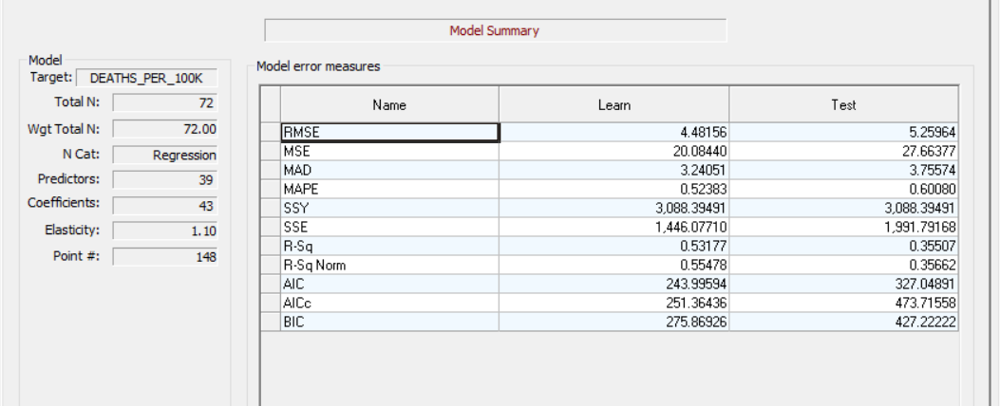 Model Summary
Model
Target: DEATHS_PER_100K
Total N: 72
Wgt Total N: 72.00
N Cat: Regression
Predictors: 39
Coefficients: 43
Elasticity: 1.10
Point #: 148
Model error measures
Name Learn Test
RMSE 4.48156 5.25964
MSE 20.08440 27.66377
MAD 3.24051 3.75574
MAPE 0.52383 0.60080
SSY 3,088.39491 3,088.39491
SSE 1,446.07710 1,991.79168
R-Sq 0.53177 0.35507
R-Sq Norm 0.55478 0.35662
AIC 243.99594 327.04891
AICc 251.36436 473.71558
BIC 275.86926 427.22222